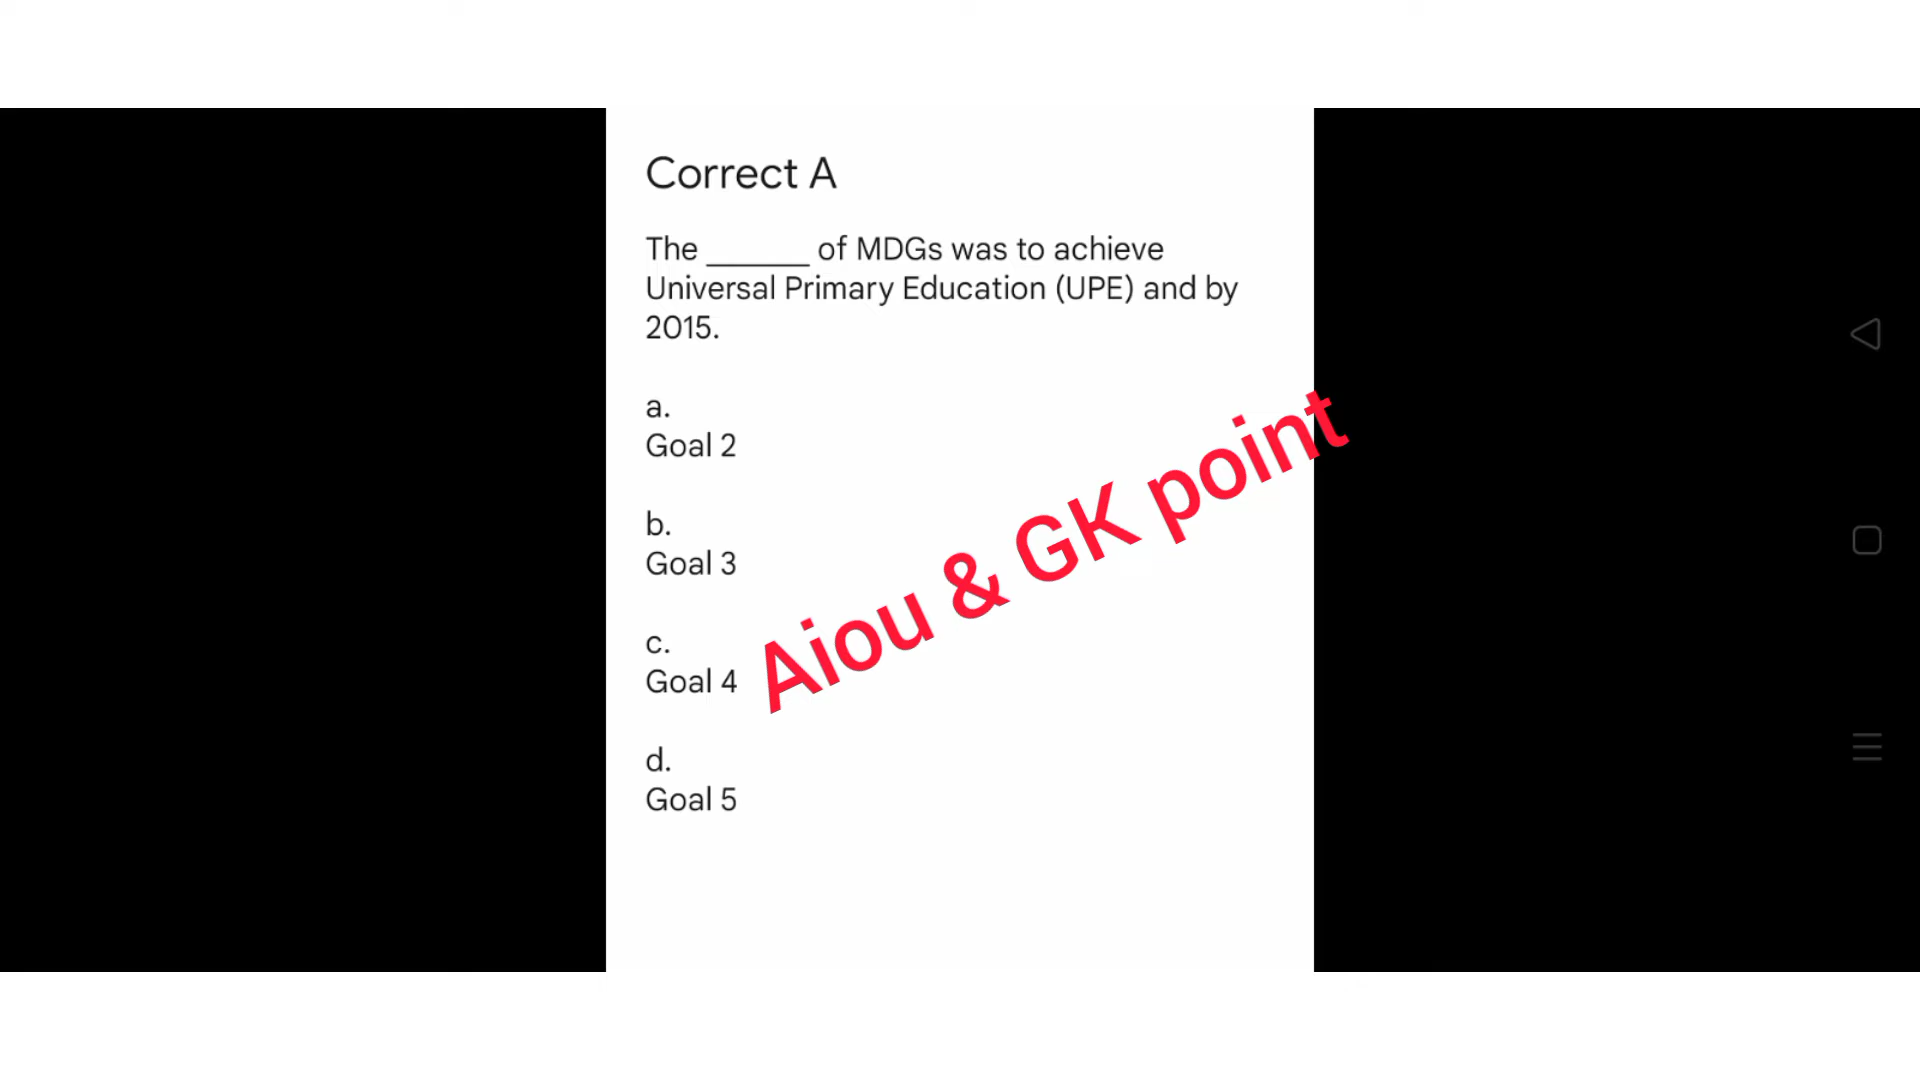 Correct A
The ______ of MDGs was to achieve
Universal Primary Education (UPE) and by
2015.
a.
Goal 2
b.
Goal 3
c.
Goal 4
d.
Goal 5
Aiou & GK point